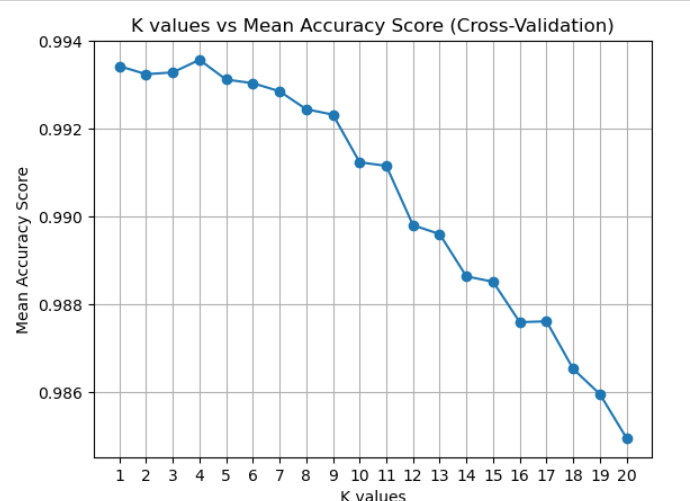 K values vs Mean Accuracy Score (Cross-Validation)
Mean Accuracy Score
0.994
0.992
0.990
0.988
0.986
1 2 3 4 5 6 7 8 9 10 11 12 13 14 15 16 17 18 19 20
K values